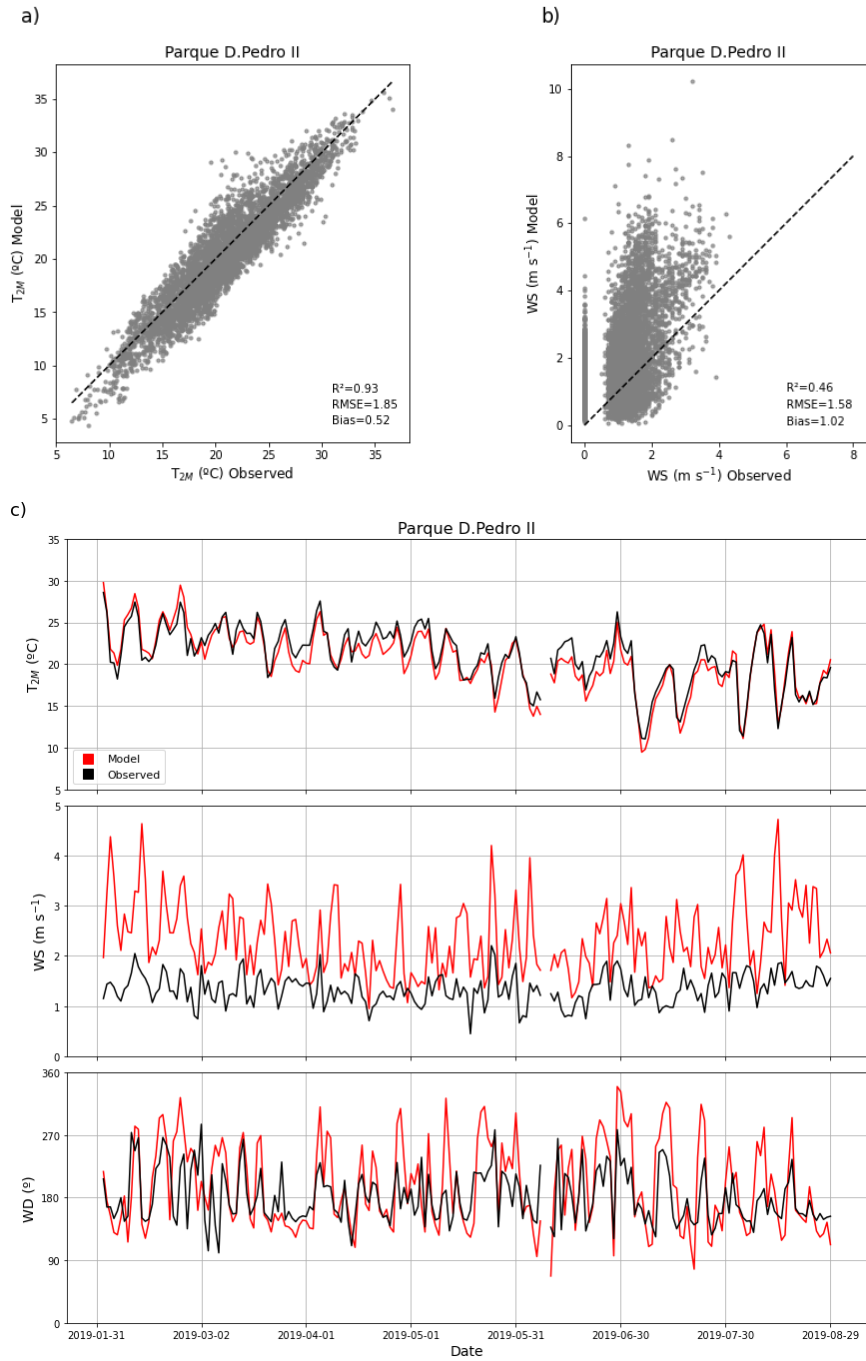 a)
Parque D.Pedro II
35
30
25
20
15
10
5
T2M (ºC) Model
R²=0.93
RMSE=1.85
Bias=0.52
5 10 15 20 25 30 35
T2M (ºC) Observed
b)
Parque D.Pedro II
10
8
6
4
2
0
WS (m s⁻¹) Model
R²=0.46
RMSE=1.58
Bias=1.02
0 2 4 6 8
WS (m s⁻¹) Observed
c)
Parque D.Pedro II
35
30
25
20
15
10
5
T2M (ºC)
Model
Observed
5
4
3
2
1
0
WS (m s⁻¹)
360
270
180
90
0
WD (º)
2019-01-31 2019-03-02 2019-04-01 2019-05-01 2019-05-31 2019-06-30 2019-07-30 2019-08-29
Date